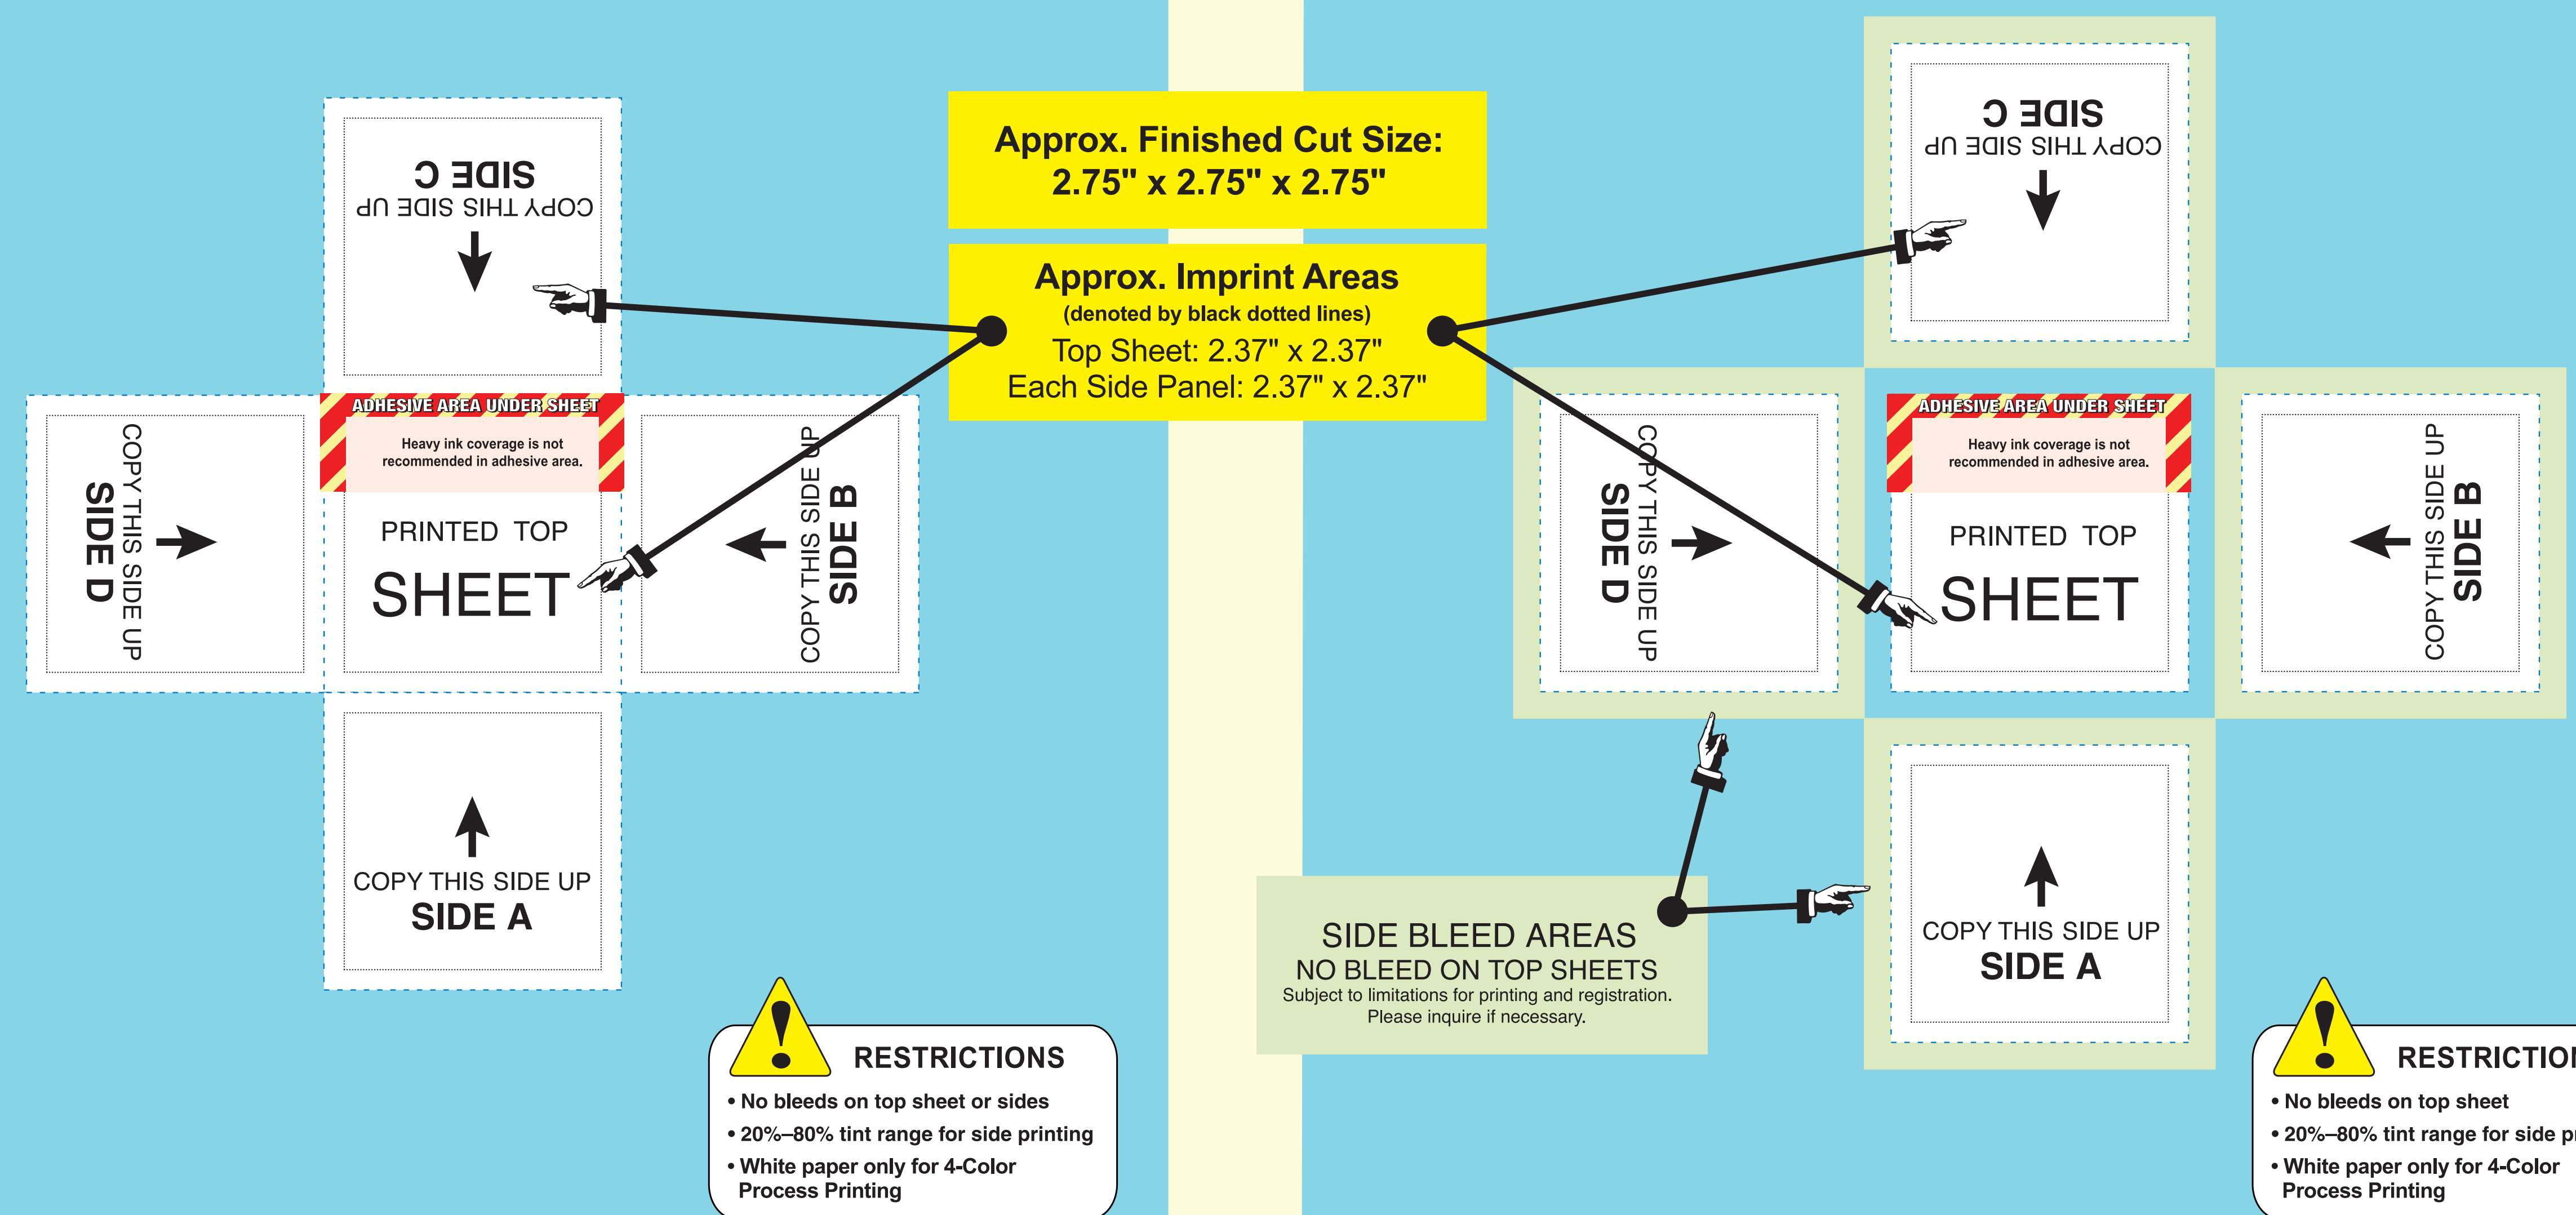 SIDE C
COPY THIS SIDE UP
ADHESIVE AREA UNDER SHEET
Heavy ink coverage is not
recommended in adhesive area.
SIDE D
COPY THIS SIDE UP
PRINTED TOP
SHEET
COPY THIS SIDE UP
SIDE B
COPY THIS SIDE UP
SIDE A
RESTRICTIONS
• No bleeds on top sheet or sides
• 20%–80% tint range for side printing
• White paper only for 4-Color
Process Printing
Approx. Finished Cut Size:
2.75" x 2.75" x 2.75"
Approx. Imprint Areas
(denoted by black dotted lines)
Top Sheet: 2.37" x 2.37"
Each Side Panel: 2.37" x 2.37"
SIDE C
COPY THIS SIDE UP
ADHESIVE AREA UNDER SHEET
Heavy ink coverage is not
recommended in adhesive area.
SIDE D
COPY THIS SIDE UP
PRINTED TOP
SHEET
COPY THIS SIDE UP
SIDE B
SIDE BLEED AREAS
NO BLEED ON TOP SHEETS
Subject to limitations for printing and registration.
Please inquire if necessary.
COPY THIS SIDE UP
SIDE A
• No bleeds on top sheet
• 20%–80% tint range for side
• White paper only for 4-Color
Process Printing